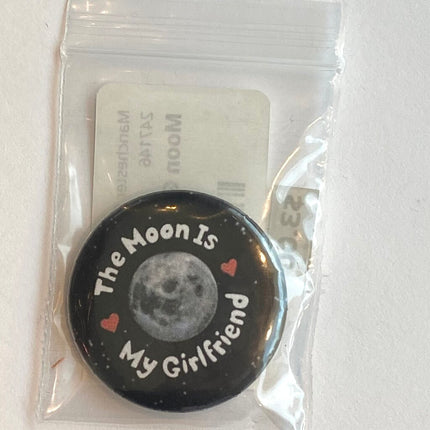 The Moon Is
My Girlfriend
Moon
247146
Manchester